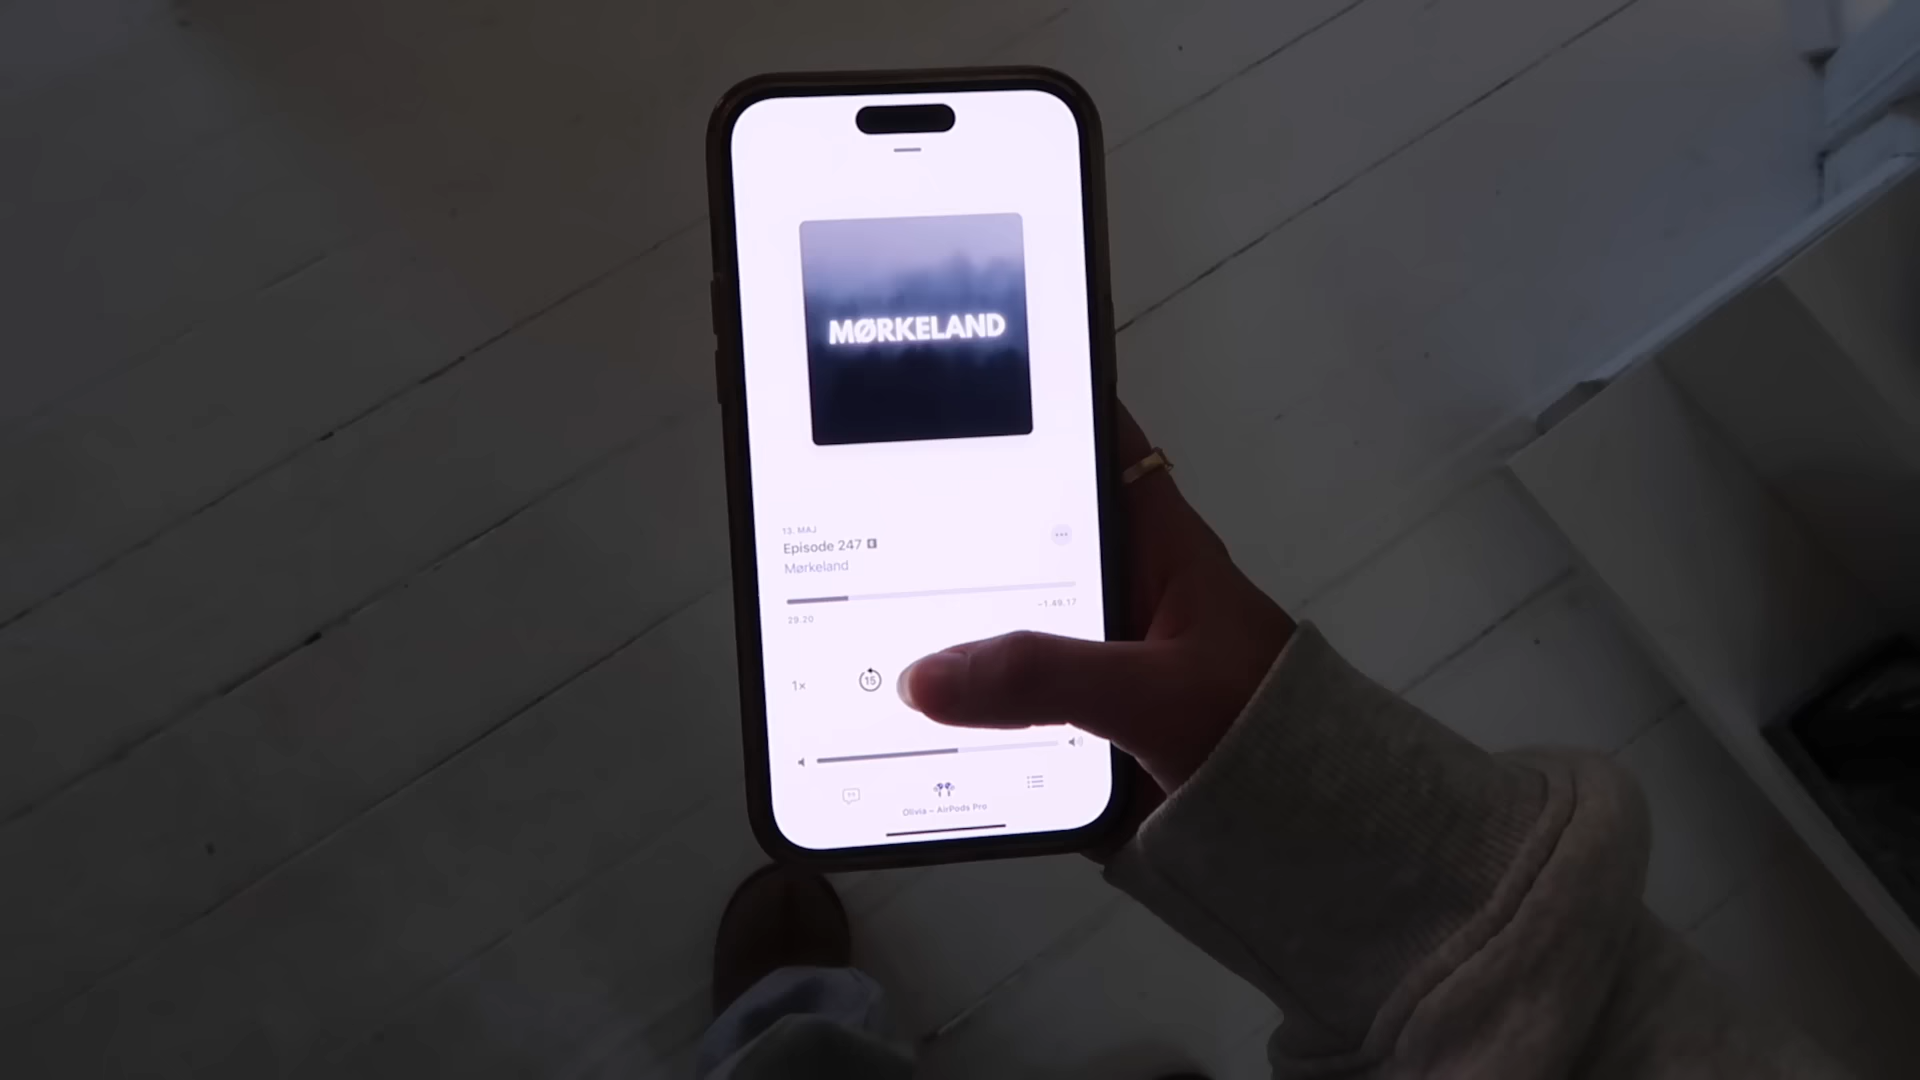 MØRKELAND
13. MAJ
Episode 247 E
Mørkeland
29.20
-1.49.17
1×
15
Olivia – AirPods Pro